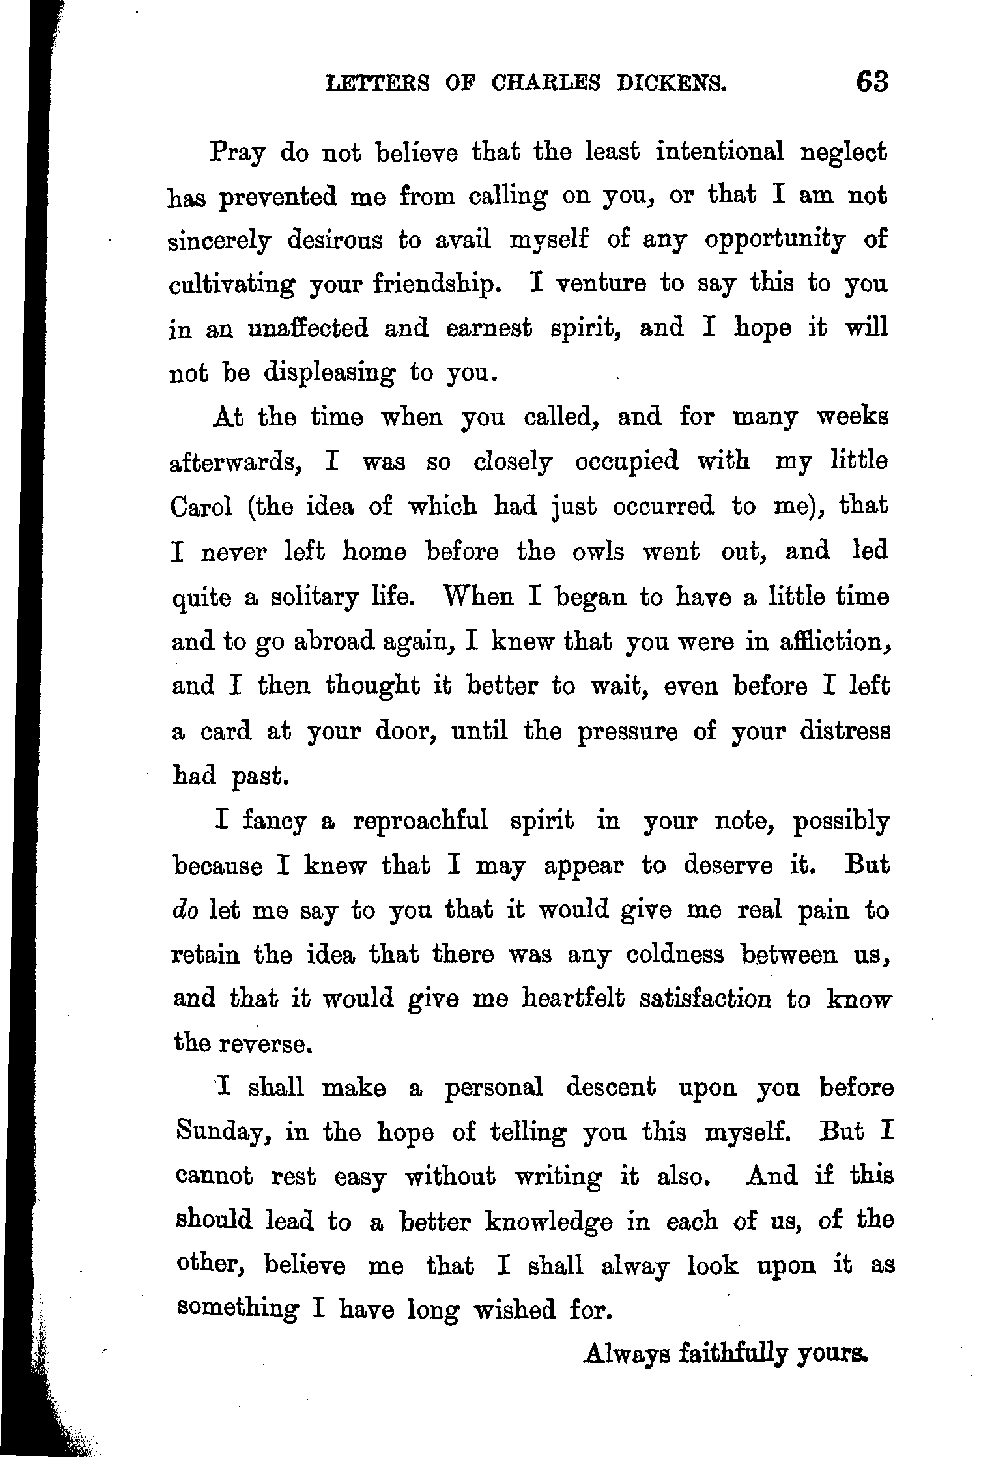 LETTERS OF CHARLES DICKENS. 63
Pray do not believe that the least intentional neglect
has prevented me from calling on you, or that I am not
sincerely desirous to avail myself of any opportunity of
cultivating your friendship. I venture to say this to you
in an unaffected and earnest spirit, and I hope it will
not be displeasing to you.
At the time when you called, and for many weeks
afterwards, I was so closely occupied with my little
Carol (the idea of which had just occurred to me), that
I never left home before the owls went out, and led
quite a solitary life. When I began to have a little time
and to go abroad again, I knew that you were in affliction,
and I then thought it better to wait, even before I left
a card at your door, until the pressure of your distress
had past.
I fancy a reproachful spirit in your note, possibly
because I knew that I may appear to deserve it. But
do let me say to you that it would give me real pain to
retain the idea that there was any coldness between us,
and that it would give me heartfelt satisfaction to know
the reverse.
I shall make a personal descent upon you before
Sunday, in the hope of telling you this myself. But I
cannot rest easy without writing it also. And if this
should lead to a better knowledge in each of us, of the
other, believe me that I shall alway look upon it as
something I have long wished for.
Always faithfully yours.